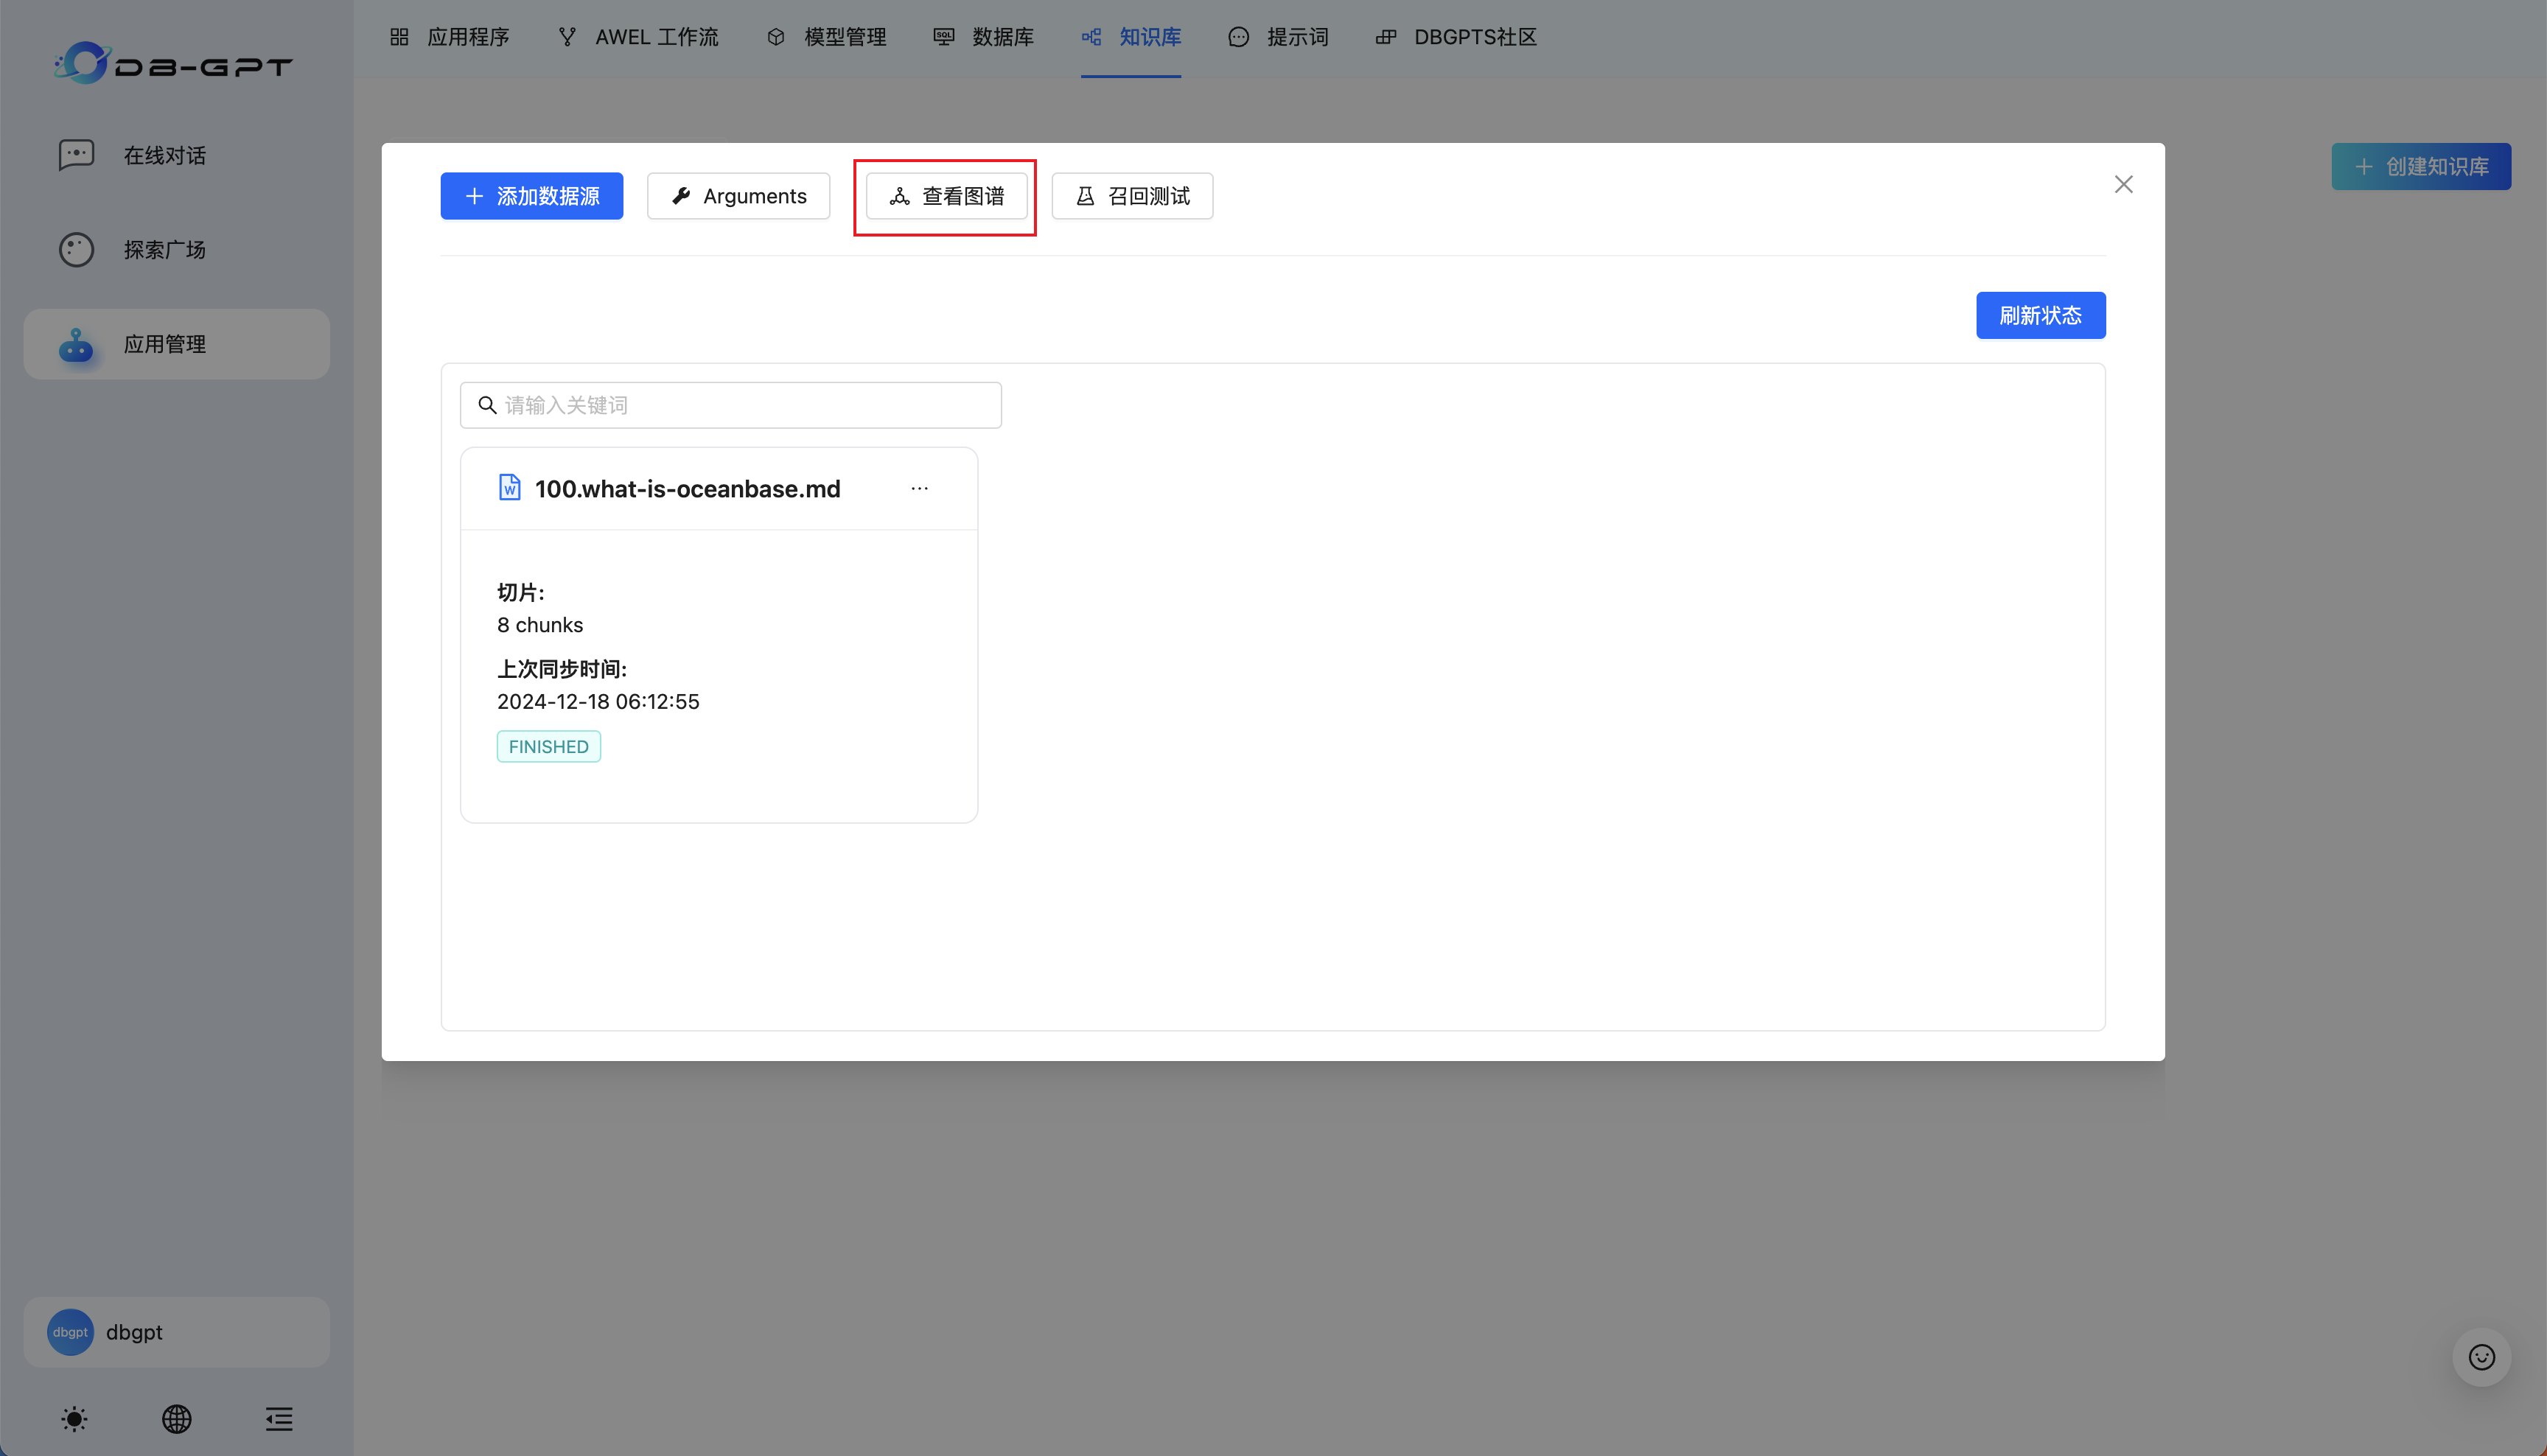 DB-GPT
在线对话
探索广场
应用管理
dbgpt
dbgpt
应用程序
AWEL 工作流
模型管理
SQL
数据库
知识库
提示词
DBGPTS社区
创建知识库
添加数据源
Arguments
查看图谱
召回测试
刷新状态
请输入关键词
W
100.what-is-oceanbase.md
...
切片:
8 chunks
上次同步时间:
2024-12-18 06:12:55
FINISHED